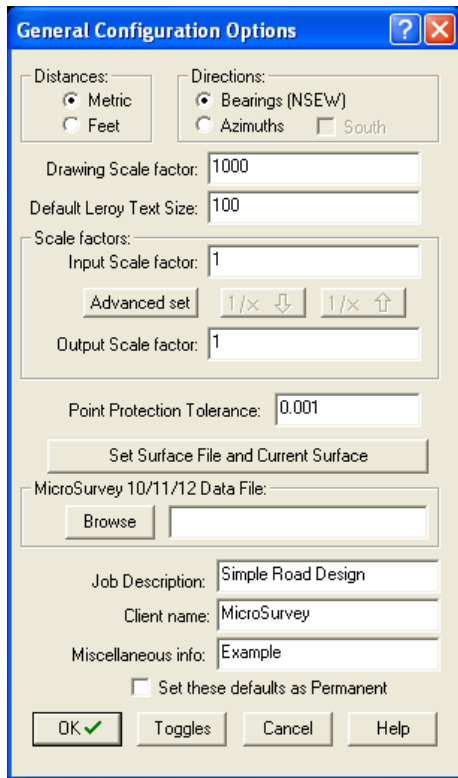 General Configuration Options
Distances: Directions:
Metric Bearings (NSEW)
Feet Azimuths South
Drawing Scale factor: 1000
Default Leroy Text Size: 100
Scale factors:
Input Scale factor: 1
Advanced set 1/x 1/x
Output Scale factor: 1
Point Protection Tolerance: 0.001
Set Surface File and Current Surface
MicroSurvey 10/11/12 Data File:
Browse
Job Description: Simple Road Design
Client name: MicroSurvey
Miscellaneous info: Example
Set these defaults as Permanent
OK Toggles Cancel Help